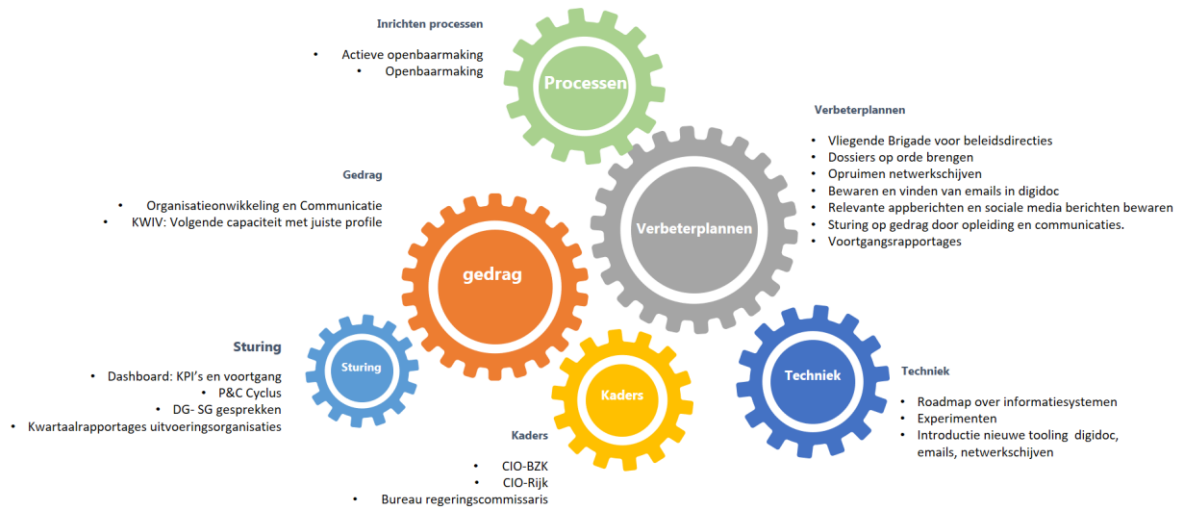 Inrichten processen
• Actieve openbaarmaking
• Openbaarmaking
Processen
Verbeterplannen
• Vliegende Brigade voor beleidsdirecties
• Dossiers op orde brengen
• Opruimen netwerkschijven
• Bewaren en vinden van emails in digidoc
• Relevante appberichten en sociale media berichten bewaren
• Sturing op gedrag door opleiding en communicaties.
• Voortgangsrapportages
Verbeterplannen
Gedrag
• Organisatieonwikkeling en Communicatie
• KWIV: Volgende capaciteit met juiste profile
gedrag
Sturing
• Dashboard: KPI's en voortgang
• P&C Cyclus
• DG- SG gesprekken
• Kwartaalrapportages uitvoeringsorganisaties
Sturing
Kaders
Kaders
• CIO-BZK
• CIO-Rijk
• Bureau regeringscommissaris
Techniek
Techniek
• Roadmap over informatiesystemen
• Experimenten
• Introductie nieuwe tooling digidoc,
emails, netwerkschijven